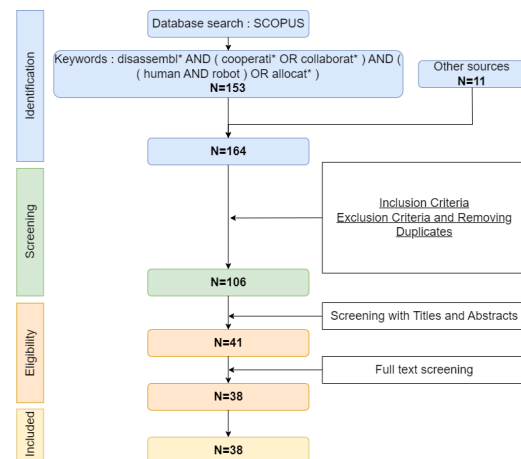 Database search : SCOPUS
Keywords : disassembl* AND ( cooperati* OR collaborat* ) AND (
( human AND robot ) OR allocat* )
N=153
Other sources
N=11
Identification
N=164
Inclusion Criteria
Exclusion Criteria and Removing
Duplicates
Screening
N=106
Screening with Titles and Abstracts
Eligibility
N=41
Full text screening
N=38
Included
N=38